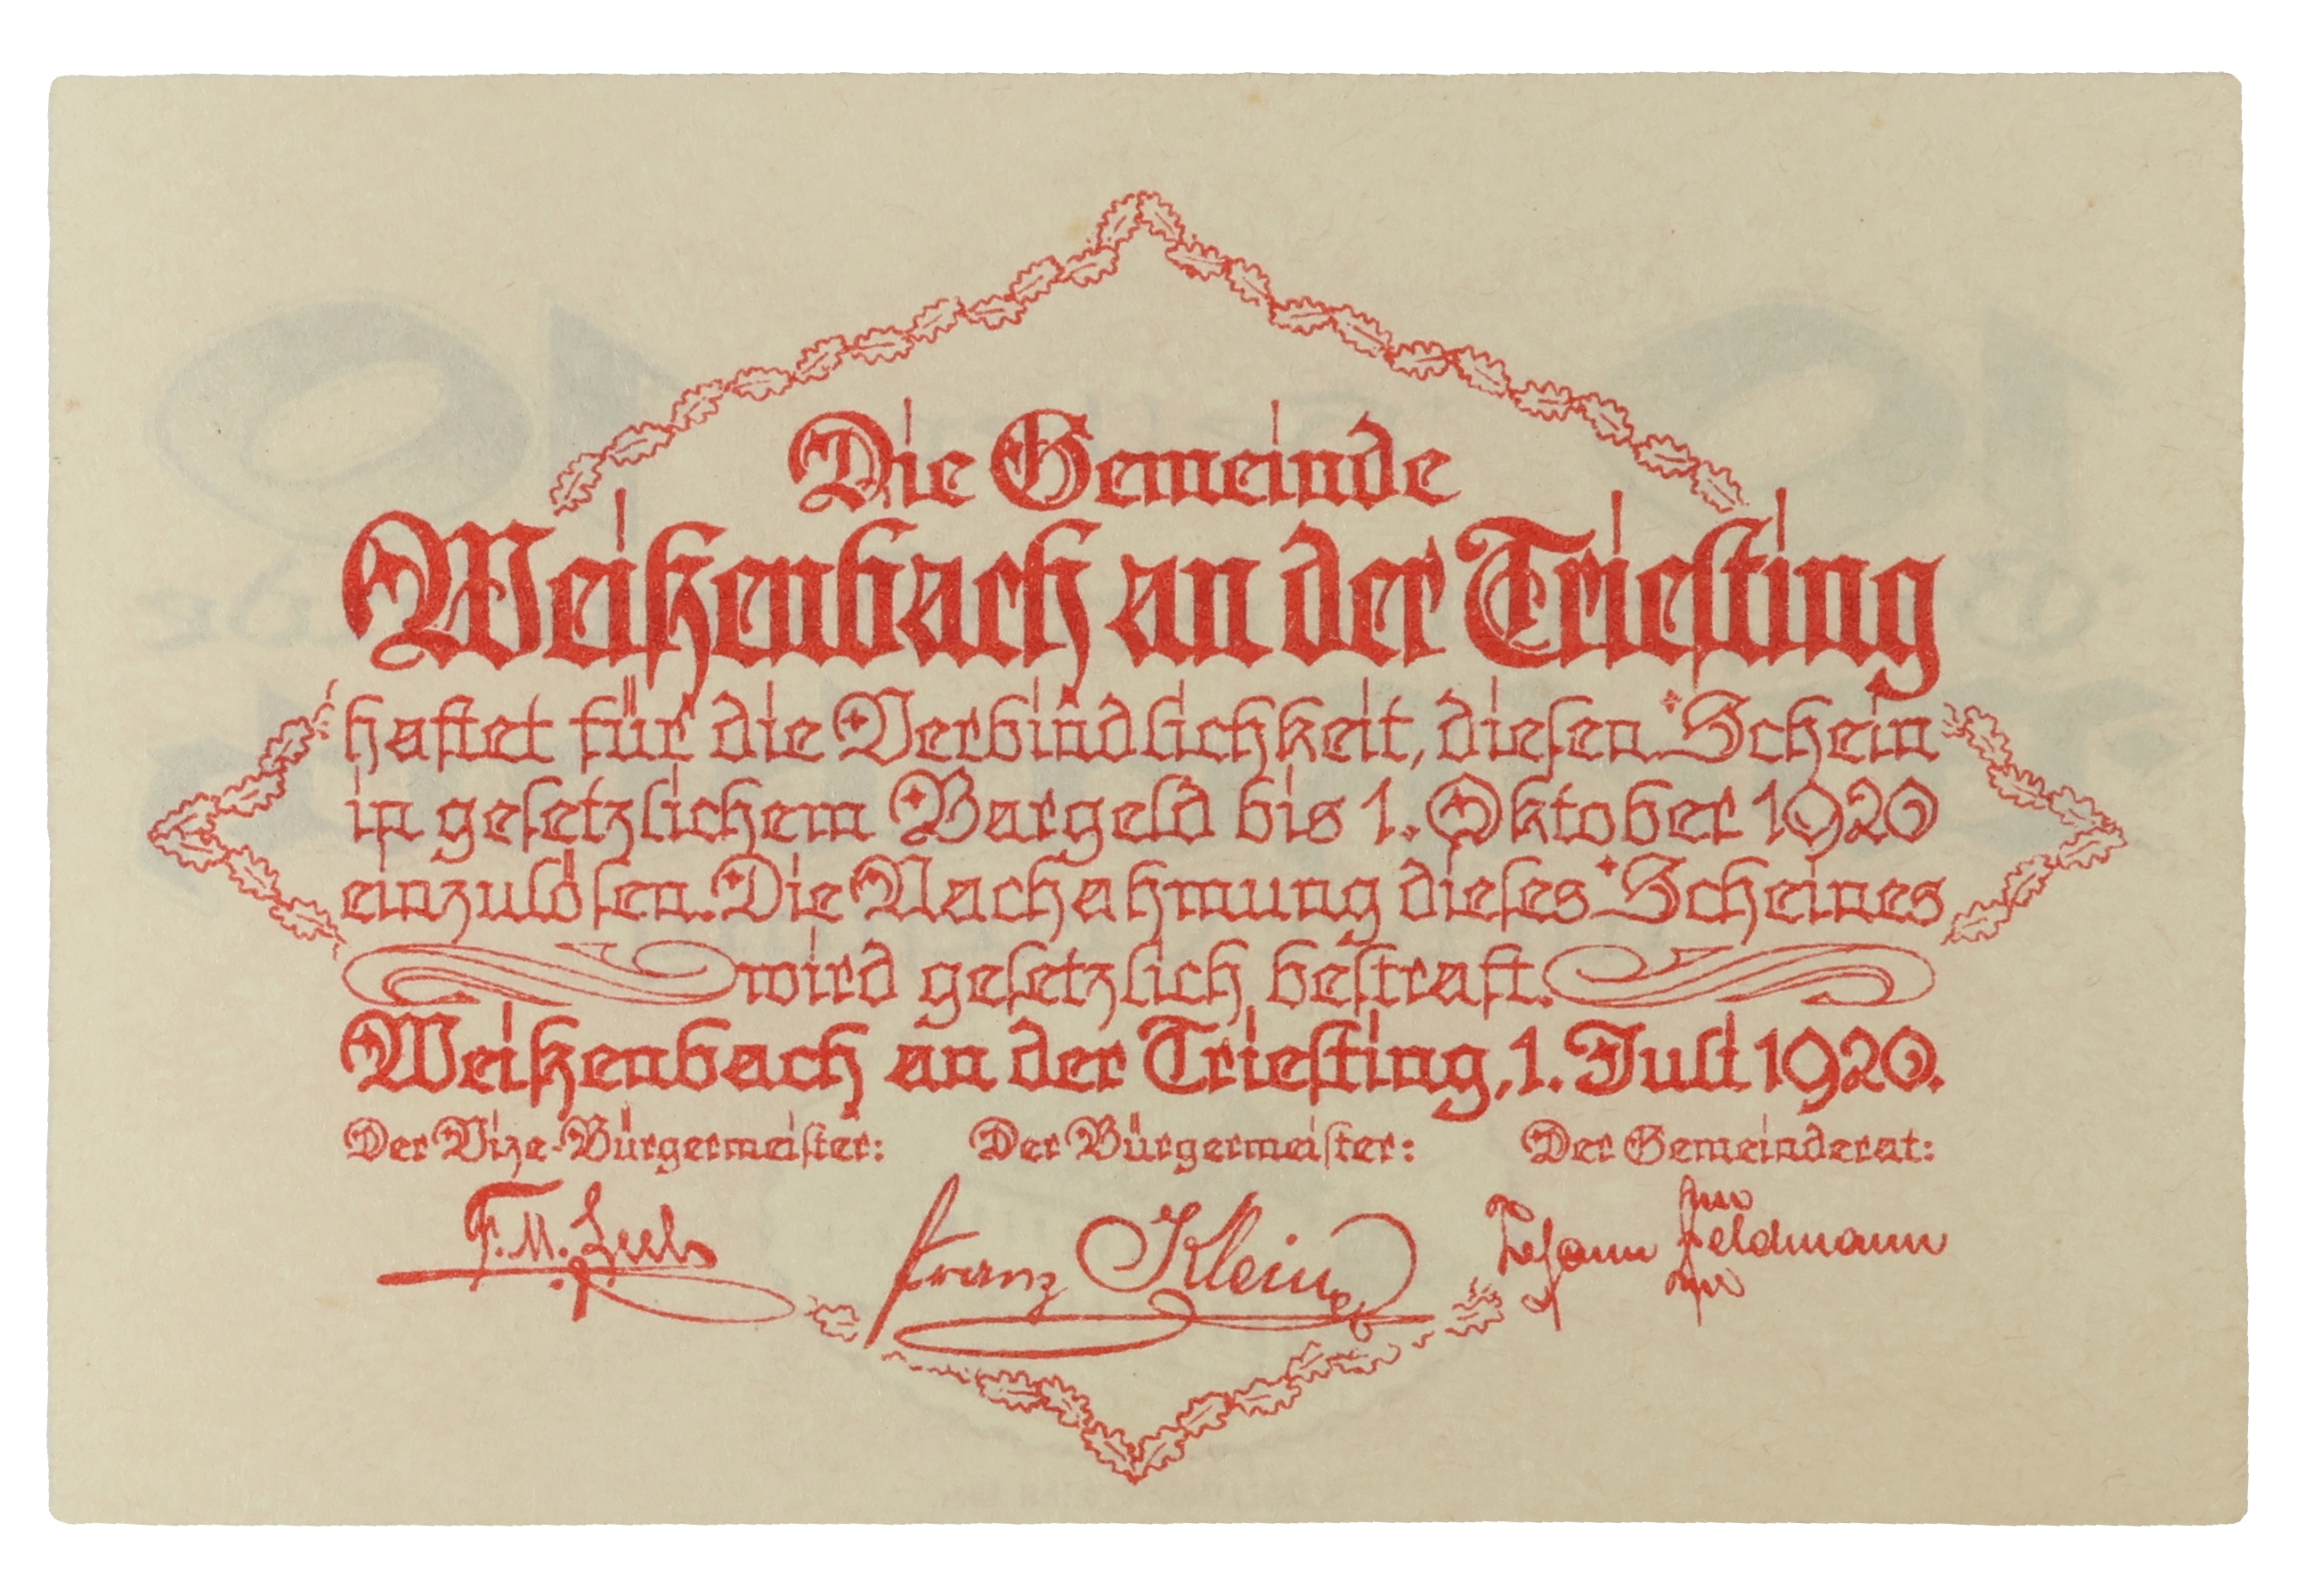 Die Gemeinde
Weißenbach an der Triesting
haftet für die Verbindlichkeit, diesen Schein
in gesetzlichem Bargeld bis 1. Oktober 1920
einzulösen. Die Nachahmung dieses Scheines
wird gesetzlich bestraft.
Weißenbach an der Triesting, 1. Juli 1920.
Der Vize-Bürgermeister: Der Bürgermeister: Der Gemeinderat:
F. M. Franz Klein Johann Feldmann